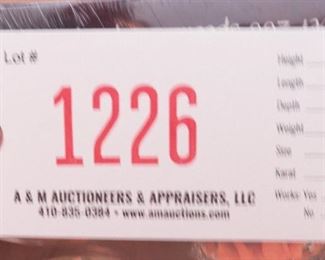 Lot #
1226
A & M AUCTIONEERS & APPRAISERS, LLC
410-835-0384 • www.amauctions.com
Height
Length
Depth
Weight
Size
Karat
Works: Yes
No